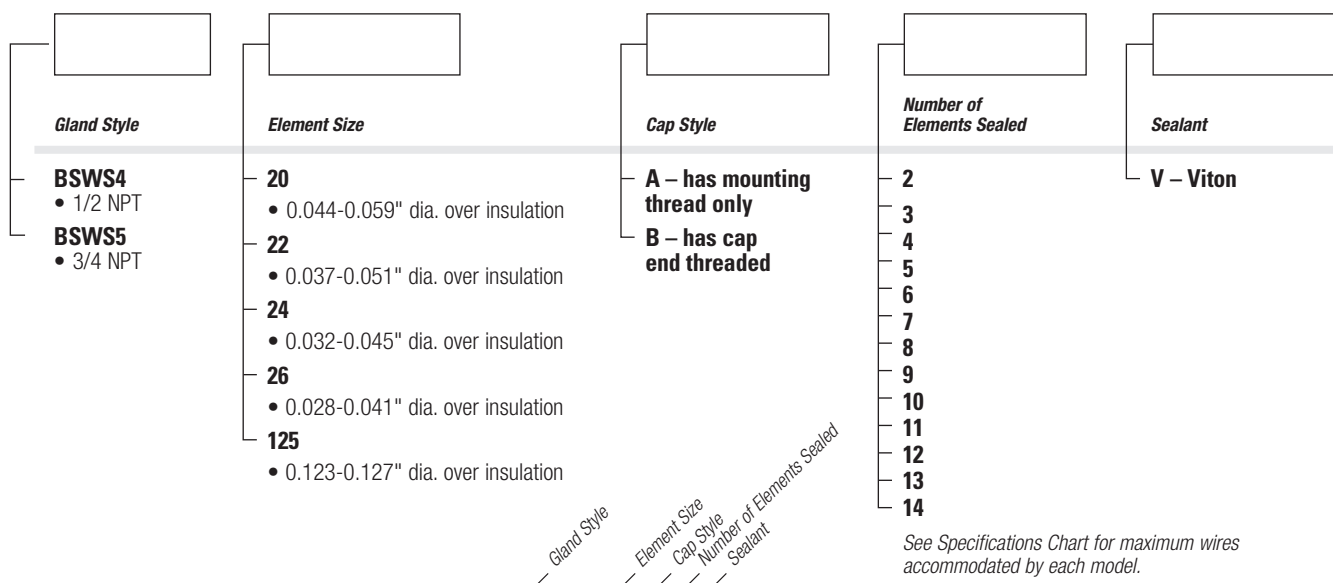 Gland Style
Element Size
Cap Style
Number of
Elements Sealed
Sealant
BSWS4
• 1/2 NPT
BSWS5
• 3/4 NPT
20
• 0.044-0.059" dia. over insulation
22
• 0.037-0.051" dia. over insulation
24
• 0.032-0.045" dia. over insulation
26
• 0.028-0.041" dia. over insulation
125
• 0.123-0.127" dia. over insulation
A – has mounting
thread only
B – has cap
end threaded
2
3
4
5
6
7
8
9
10
11
12
13
14
See Specifications Chart for maximum wires
accommodated by each model.
V – Viton
Gland Style
Element Size
Cap Style
Number of Elements Sealed
Sealant